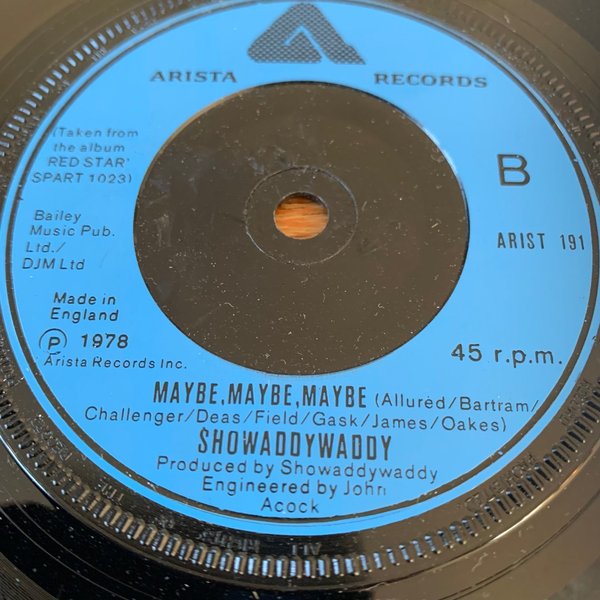 ARISTA RECORDS
(Taken from
the album
RED STAR'
SPART 1023)
B
Bailey
Music Pub.
Ltd./
DJM Ltd
ARIST 191
Made in
England
Ⓟ 1978
Arista Records Inc.
45 r.p.m.
MAYBE, MAYBE, MAYBE (Allured/Bartram/
Challenger/Deas/Field/Gask/James/Oakes)
SHOWADDYWADDY
Produced by Showaddywaddy
Engineered by John
Acock